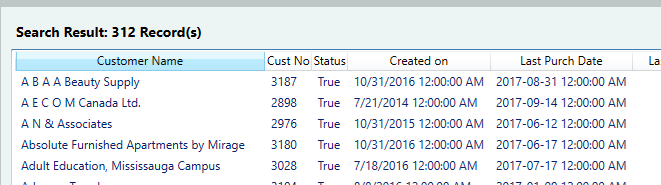 Search Result: 312 Record(s)
Customer Name Cust No Status Created on Last Purch Date La
A B A A Beauty Supply 3187 True 10/31/2016 12:00:00 AM 2017-08-31 12:00:00 AM
A E C O M Canada Ltd. 2898 True 7/21/2014 12:00:00 AM 2017-09-14 12:00:00 AM
A N & Associates 2976 True 10/31/2015 12:00:00 AM 2017-06-12 12:00:00 AM
Absolute Furnished Apartments by Mirage 3180 True 10/31/2016 12:00:00 AM 2017-06-17 12:00:00 AM
Adult Education, Mississauga Campus 3028 True 7/18/2016 12:00:00 AM 2017-07-17 12:00:00 AM